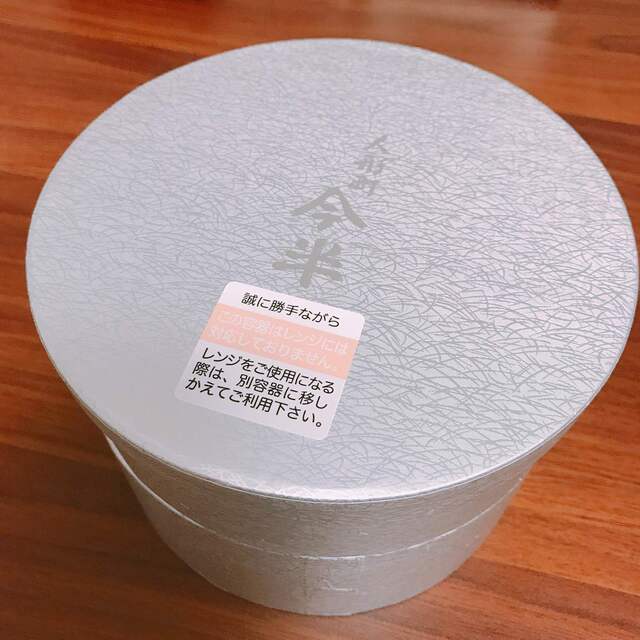 人形町
今半
誠に勝手ながら
この容器はレンジには
対応しておりません。
レンジをご使用になる
際は、別容器に移し
かえてご利用下さい。